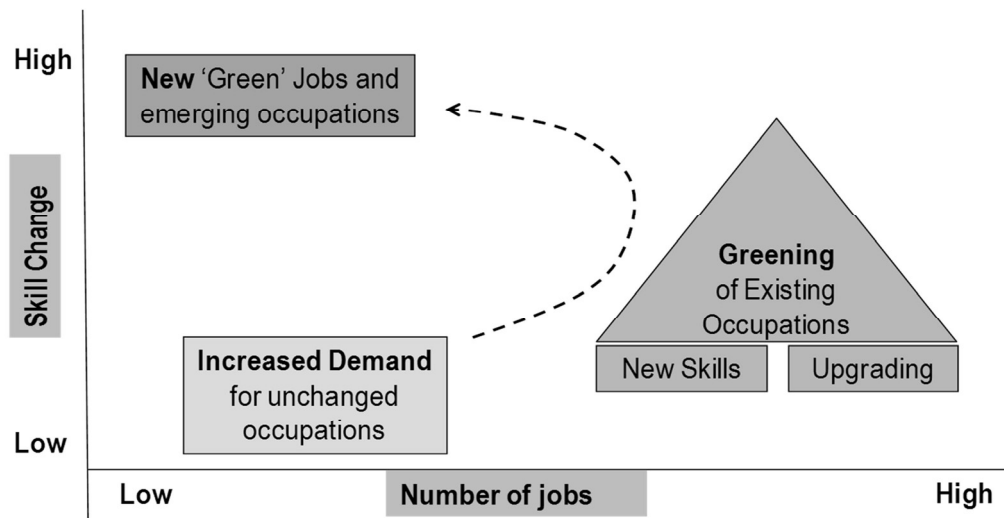 High
New ‘Green’ Jobs and
emerging occupations
Skill Change
Greening
of Existing
Occupations
Increased Demand
for unchanged
occupations
New Skills
Upgrading
Low
Low
Number of jobs
High